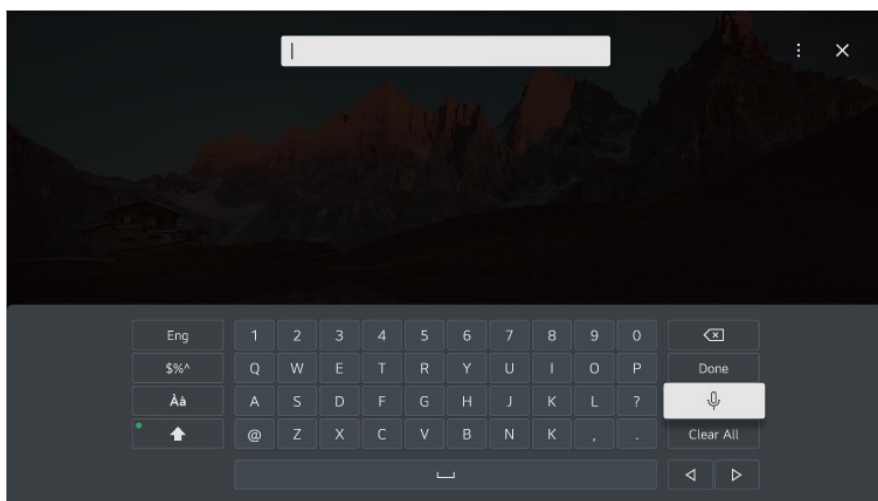 Eng 1 2 3 4 5 6 7 8 9 0
$%^ Q W E T R Y U I O P Done
Àà A S D F G H J K L ?
@ Z X C V B N K , . Clear All